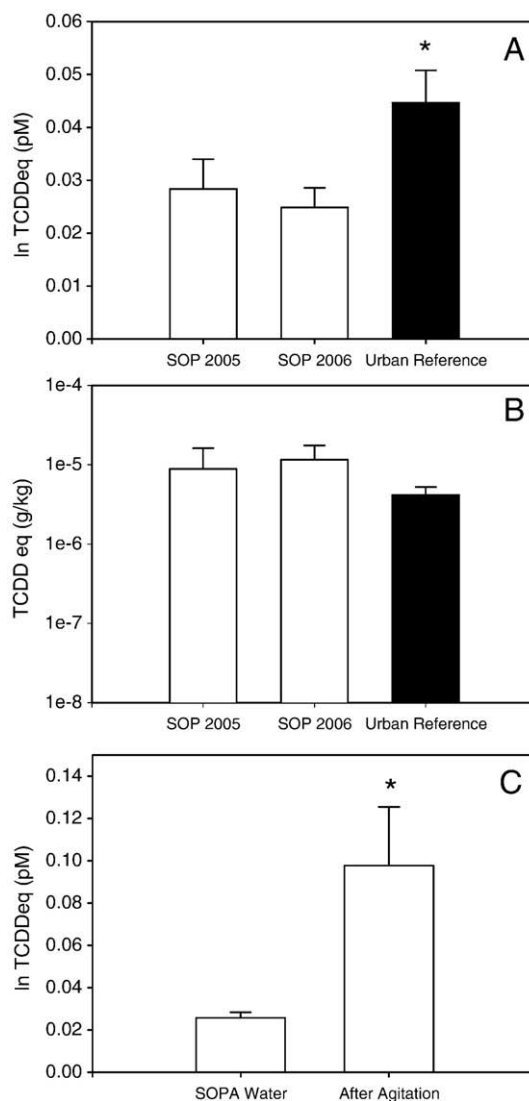 A
*
0.06
0.05
0.04
0.03
0.02
0.01
0.00
ln TCDDeq (pM)
SOP 2005 SOP 2006 Urban Reference
B
1e-4
1e-5
1e-6
1e-7
1e-8
TCDD eq (g/kg)
SOP 2005 SOP 2006 Urban Reference
C
*
0.14
0.12
0.10
0.08
0.06
0.04
0.02
0.00
ln TCDDeq (pM)
SOPA Water After Agitation